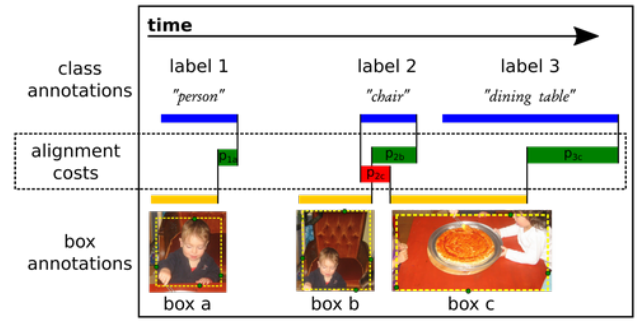 time
class annotations
label 1
label 2
label 3
"person"
"chair"
"dining table"
alignment costs
p1a
p2b
p2c
p3c
box annotations
box a
box b
box c